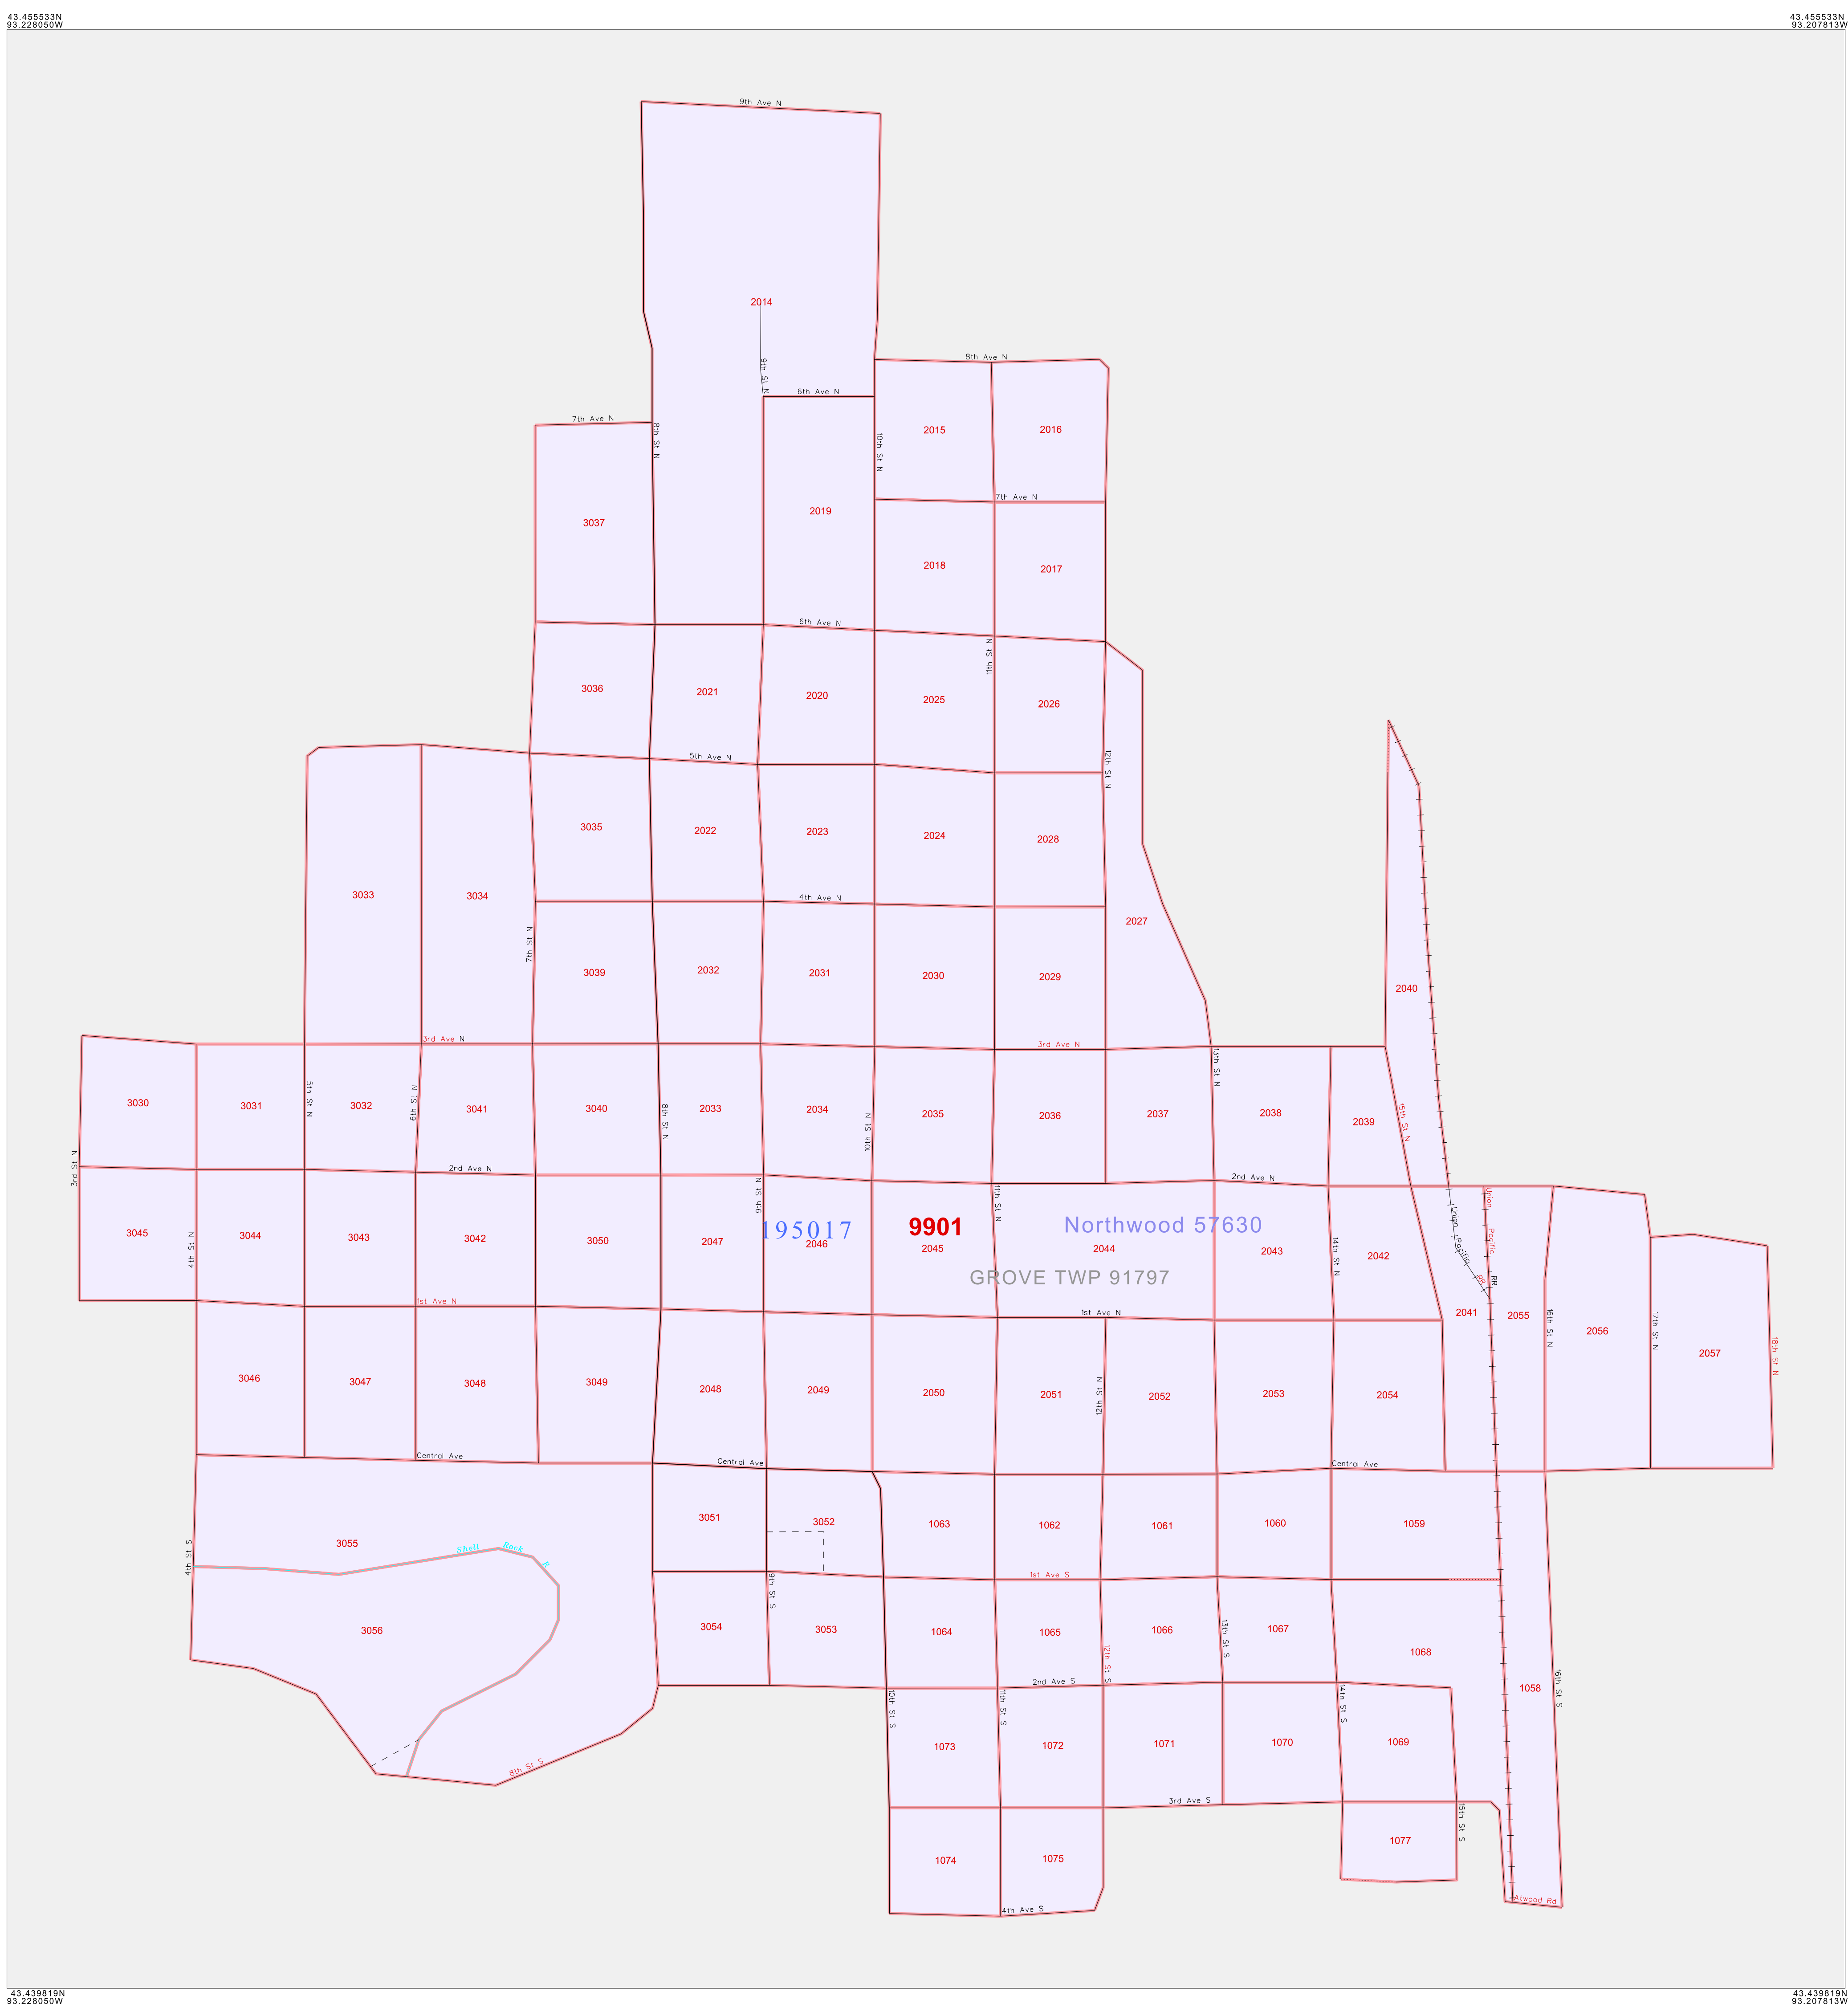 43.455533N
93.228050W
43.455533N
93.207813W
9th Ave N
2014
9th St N
8th Ave N
6th Ave N
7th Ave N
8th St N
10th St N
2015
2016
7th Ave N
3037
2019
2018
2017
6th Ave N
11th St N
3036
2021
2020
2025
2026
5th Ave N
12th St N
3035
2022
2023
2024
2028
3033
3034
4th Ave N
2027
7th St N
3039
2032
2031
2030
2029
2040
3rd Ave N
3rd Ave N
13th St N
5th St N
6th St N
8th St N
10th St N
15th St N
3030
3031
3032
3041
3040
2033
2034
2035
2036
2037
2038
2039
3rd St N
2nd Ave N
2nd Ave N
4th St N
9th St N
11th St N
14th St N
Union Pacific RR
Union Pacific RR
195017
9901
Northwood 57630
3045
3044
3043
3042
3050
2047
2046
2045
2044
2043
2042
GROVE TWP 91797
1st Ave N
1st Ave N
2041
2055
16th St N
2056
17th St N
2057
18th St N
3046
3047
3048
3049
2048
2049
2050
2051
12th St N
2052
2053
2054
Central Ave
Central Ave
Central Ave
3051
3052
1063
1062
1061
1060
1059
4th St S
3055
Shell Rock R
1st Ave S
9th St S
3056
3054
3053
1064
1065
12th St S
1066
13th St S
1067
1068
2nd Ave S
16th St S
1058
10th St S
11th St S
14th St S
1073
1072
1071
1070
1069
8th St S
3rd Ave S
15th St S
1077
1074
1075
Atwood Rd
4th Ave S
43.439819N
93.228050W
43.439819N
93.207813W